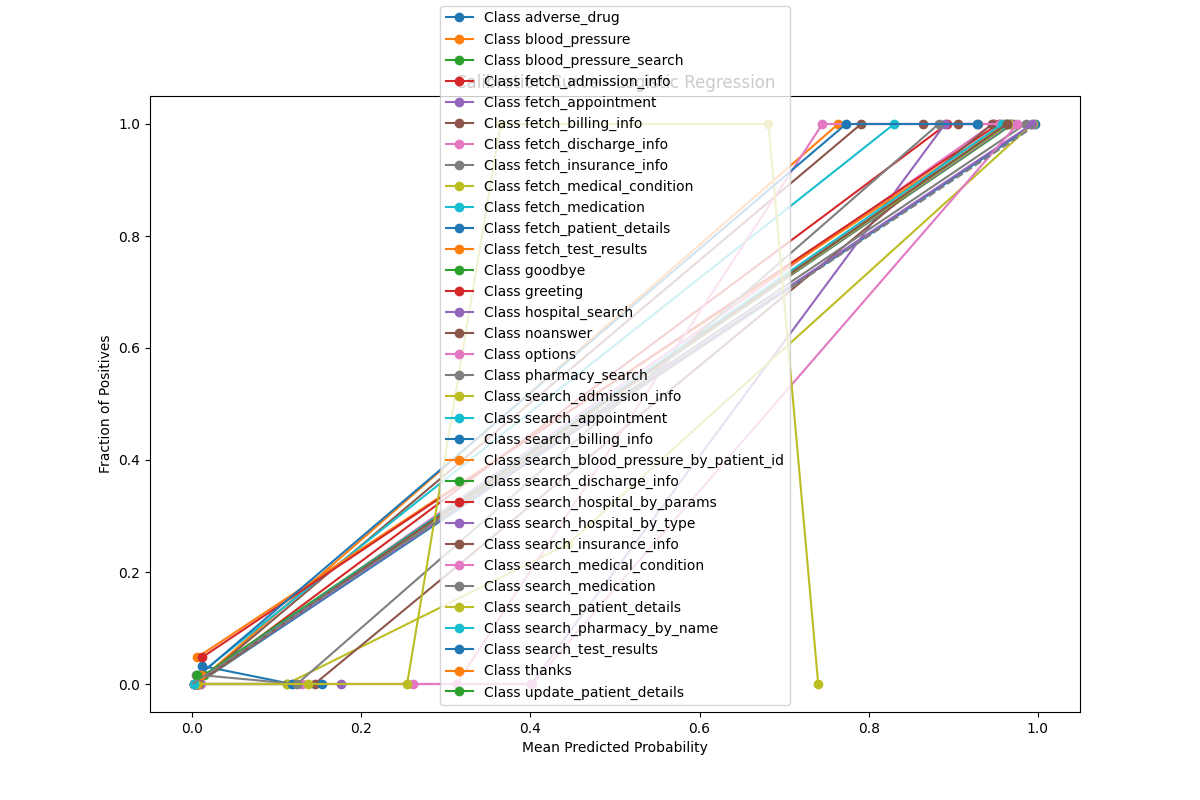 Calibration Curve - Logistic Regression
Class adverse_drug
Class blood_pressure
Class blood_pressure_search
Class fetch_admission_info
Class fetch_appointment
Class fetch_billing_info
Class fetch_discharge_info
Class fetch_insurance_info
Class fetch_medical_condition
Class fetch_medication
Class fetch_patient_details
Class fetch_test_results
Class goodbye
Class greeting
Class hospital_search
Class noanswer
Class options
Class pharmacy_search
Class search_admission_info
Class search_appointment
Class search_billing_info
Class search_blood_pressure_by_patient_id
Class search_discharge_info
Class search_hospital_by_params
Class search_hospital_by_type
Class search_insurance_info
Class search_medical_condition
Class search_medication
Class search_patient_details
Class search_pharmacy_by_name
Class search_test_results
Class thanks
Class update_patient_details
Fraction of Positives
1.0
0.8
0.6
0.4
0.2
0.0
0.0 0.2 0.4 0.6 0.8 1.0
Mean Predicted Probability